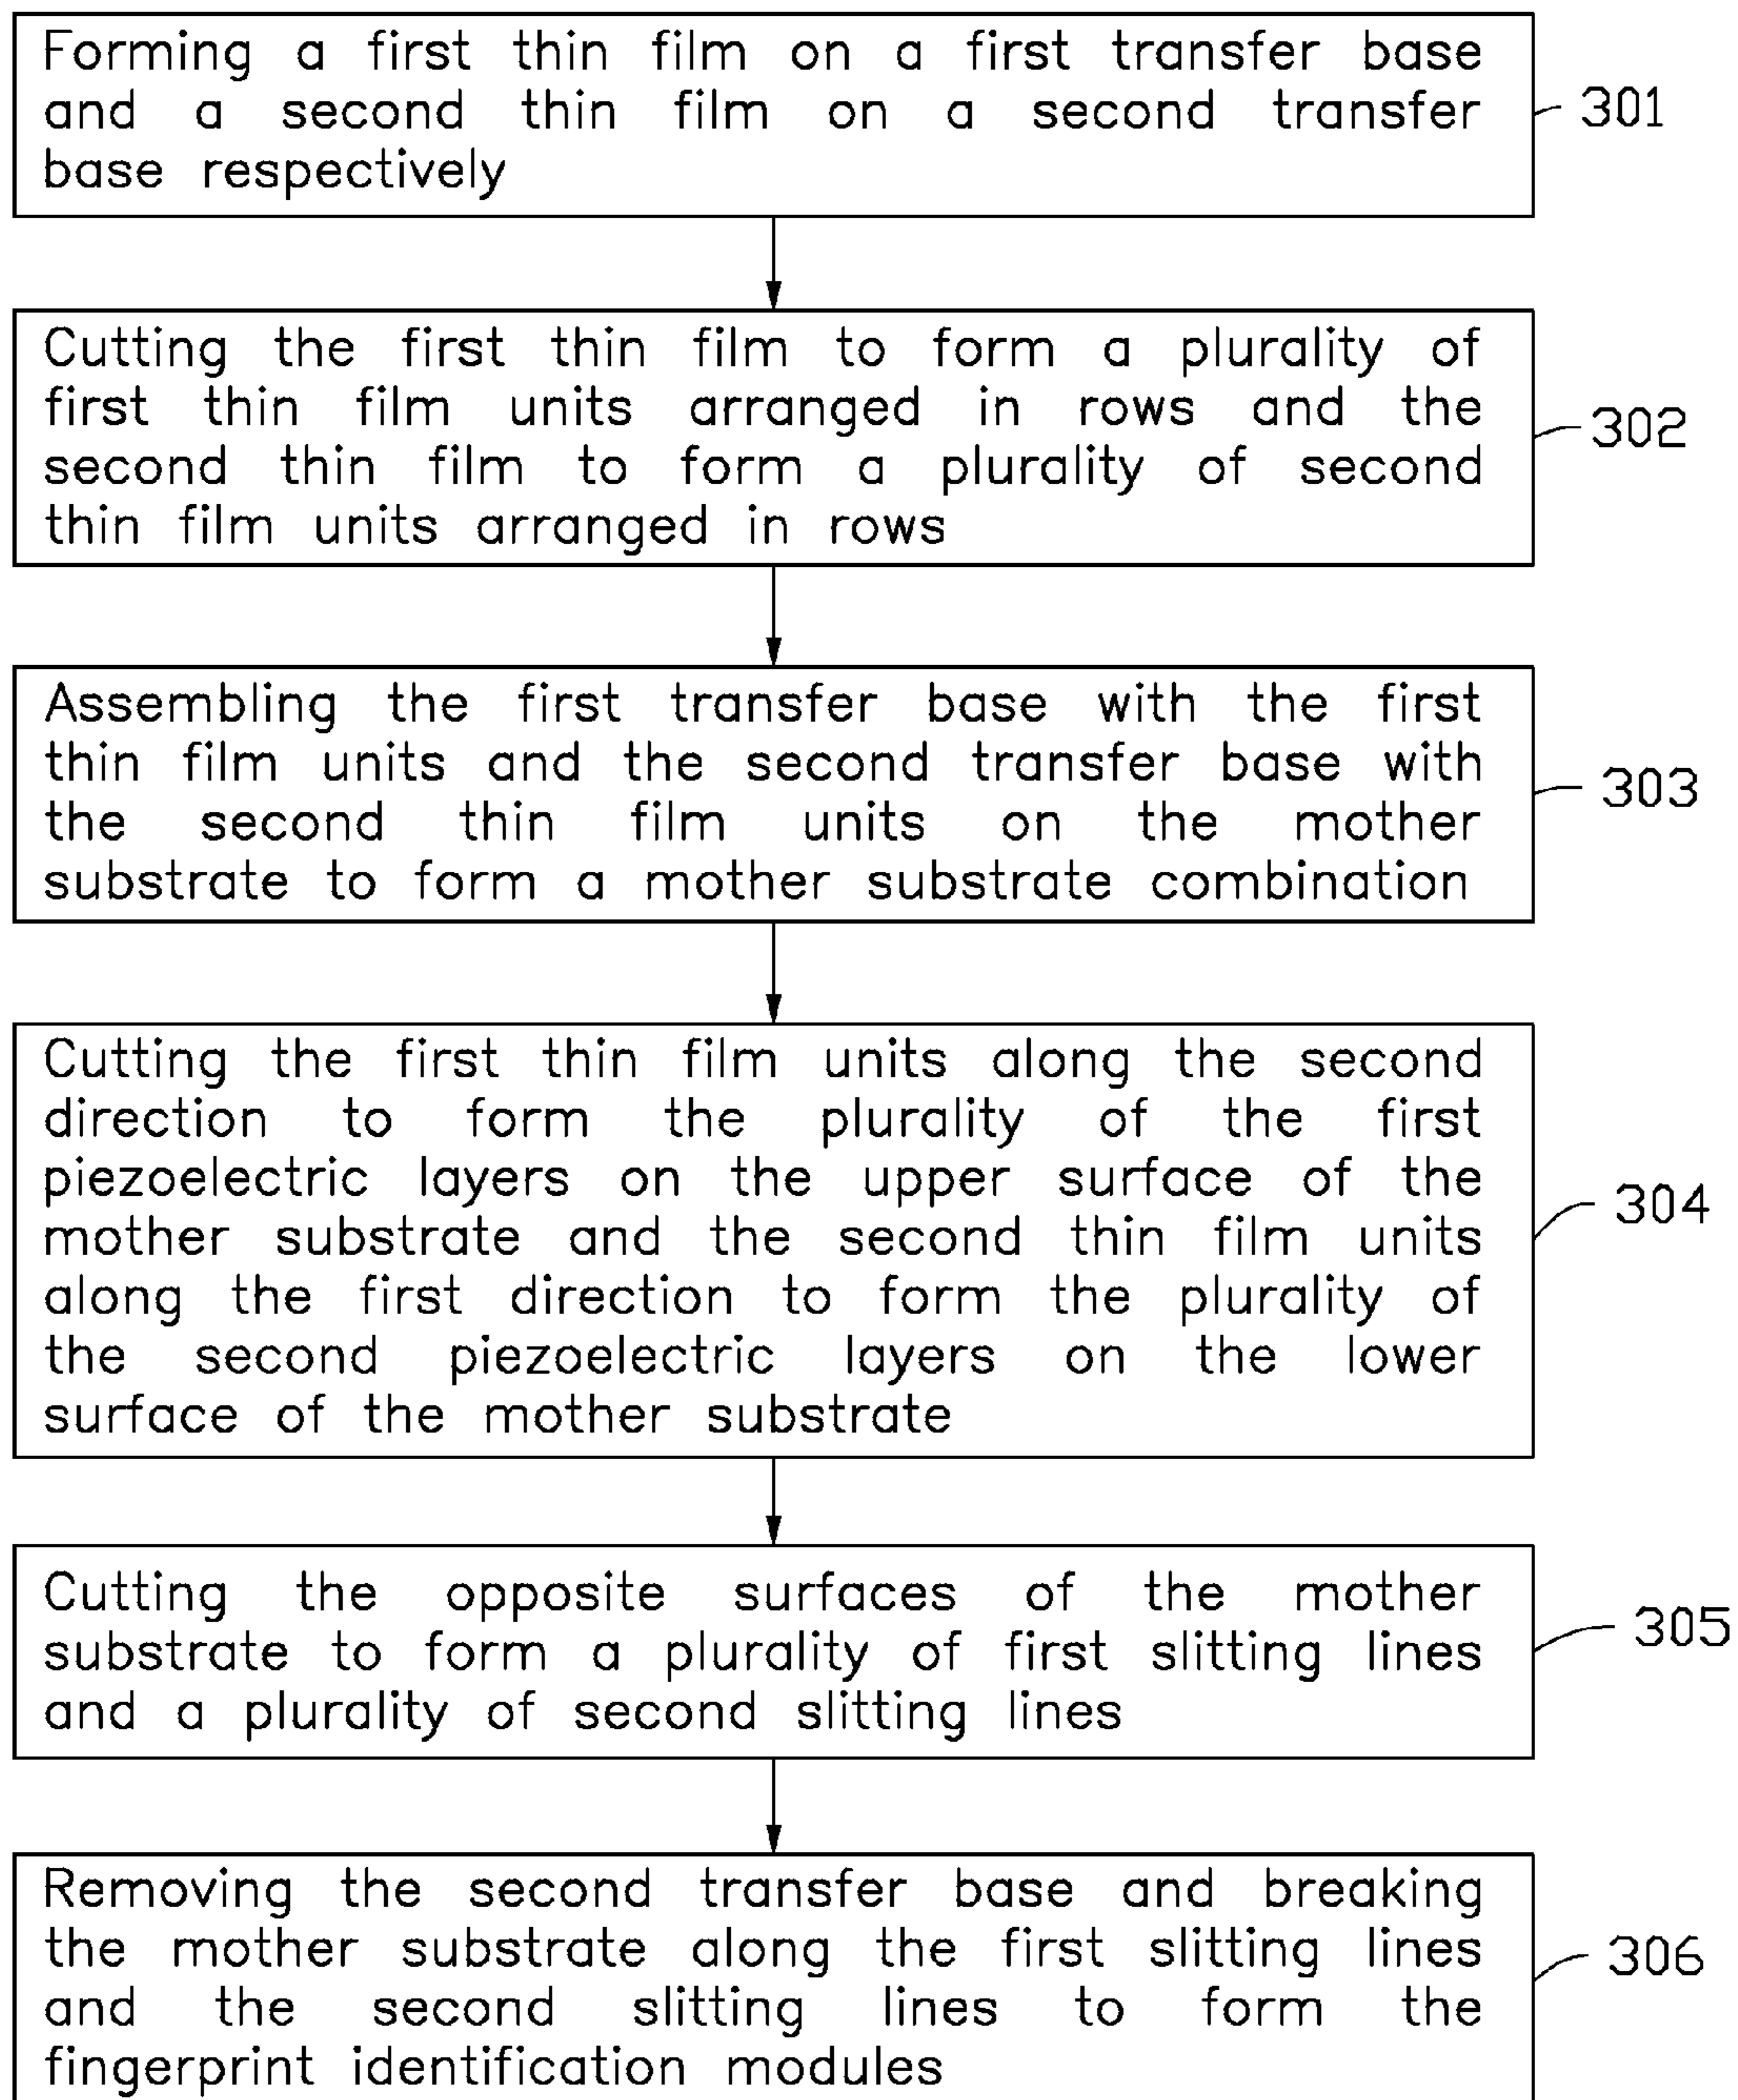 Forming a first thin film on a first transfer base
and a second thin film on a second transfer
base respectively
301
Cutting the first thin film to form a plurality of
first thin film units arranged in rows and the
second thin film to form a plurality of second
thin film units arranged in rows
302
Assembling the first transfer base with the first
thin film units and the second transfer base with
the second thin film units on the mother
substrate to form a mother substrate combination
303
Cutting the first thin film units along the second
direction to form the plurality of the first
piezoelectric layers on the upper surface of the
mother substrate and the second thin film units
along the first direction to form the plurality of
the second piezoelectric layers on the lower
surface of the mother substrate
304
Cutting the opposite surfaces of the mother
substrate to form a plurality of first slitting lines
and a plurality of second slitting lines
305
Removing the second transfer base and breaking
the mother substrate along the first slitting lines
and the second slitting lines to form the
fingerprint identification modules
306